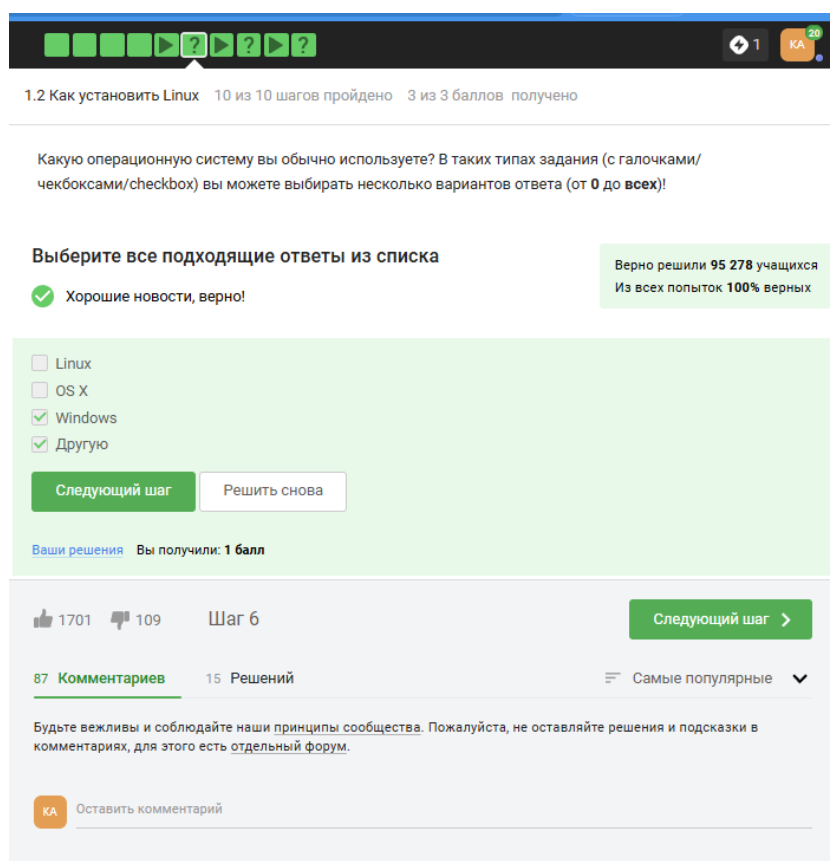 ? ? ?
1
КА
20
1.2 Как установить Linux 10 из 10 шагов пройдено 3 из 3 баллов получено
Какую операционную систему вы обычно используете? В таких типах задания (с галочками/
чекбоксами/checkbox) вы можете выбирать несколько вариантов ответа (от 0 до всех)!
Выберите все подходящие ответы из списка
Верно решили 95 278 учащихся
Из всех попыток 100% верных
Хорошие новости, верно!
Linux
OS X
Windows
Другую
Следующий шаг Решить снова
Ваши решения Вы получили: 1 балл
1701 109 Шаг 6 Следующий шаг
87 Комментариев 15 Решений Самые популярные
Будьте вежливы и соблюдайте наши принципы сообщества. Пожалуйста, не оставляйте решения и подсказки в
комментариях, для этого есть отдельный форум.
КА Оставить комментарий